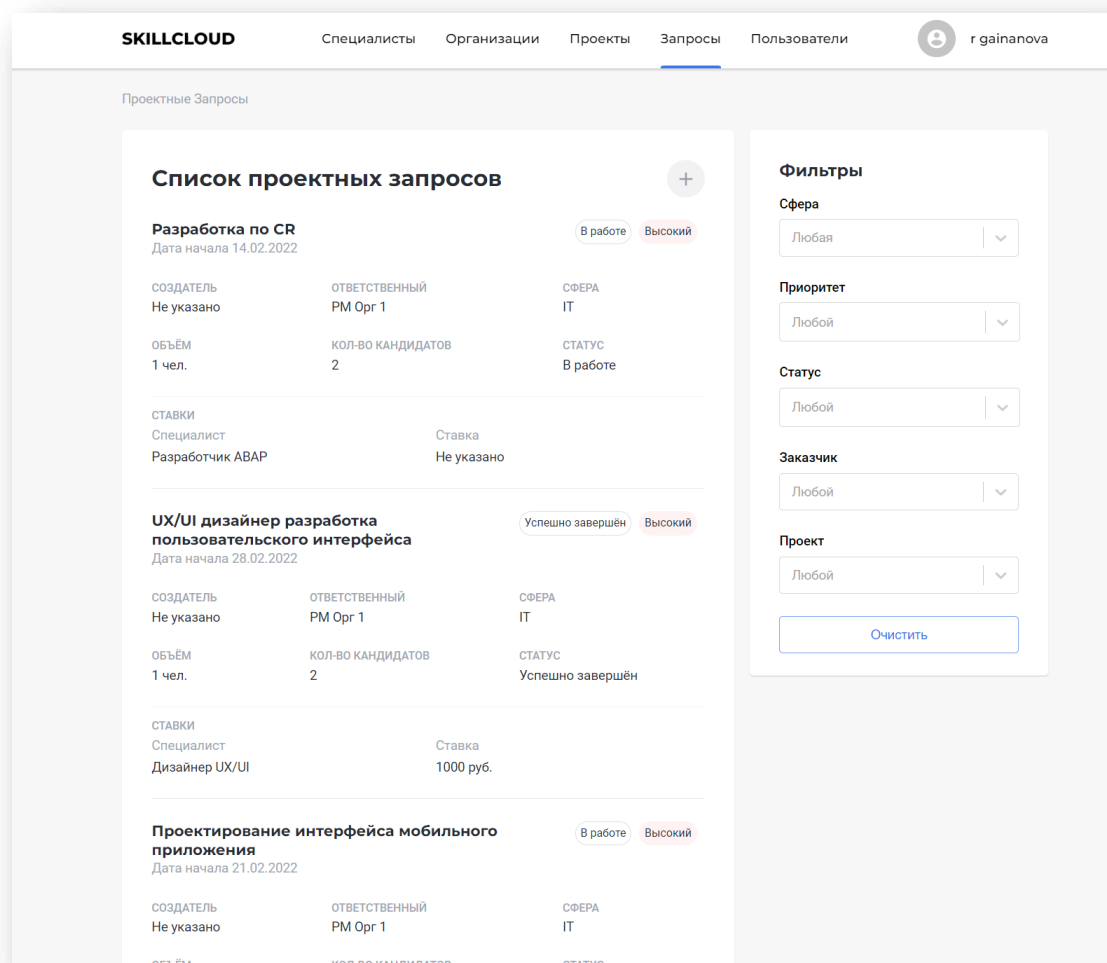 SKILLCLOUD Специалисты Организации Проекты Запросы Пользователи r gainanova
Проектные Запросы
Список проектных запросов
Разработка по CR В работе Высокий
Дата начала 14.02.2022
СОЗДАТЕЛЬ ОТВЕТСТВЕННЫЙ СФЕРА
Не указано PM Орг 1 IT
ОБЪЁМ КОЛ-ВО КАНДИДАТОВ СТАТУС
1 чел. 2 В работе
СТАВКИ
Специалист Ставка
Разработчик ABAP Не указано
UX/UI дизайнер разработка Успешно завершён Высокий
пользовательского интерфейса
Дата начала 28.02.2022
СОЗДАТЕЛЬ ОТВЕТСТВЕННЫЙ СФЕРА
Не указано PM Орг 1 IT
ОБЪЁМ КОЛ-ВО КАНДИДАТОВ СТАТУС
1 чел. 2 Успешно завершён
СТАВКИ
Специалист Ставка
Дизайнер UX/UI 1000 руб.
Проектирование интерфейса мобильного В работе Высокий
приложения
Дата начала 21.02.2022
СОЗДАТЕЛЬ ОТВЕТСТВЕННЫЙ СФЕРА
Не указано PM Орг 1 IT
ОБЪЁМ КОЛ-ВО КАНДИДАТОВ СТАТУС
Фильтры
Сфера
Любая
Приоритет
Любой
Статус
Любой
Заказчик
Любой
Проект
Любой
Очистить